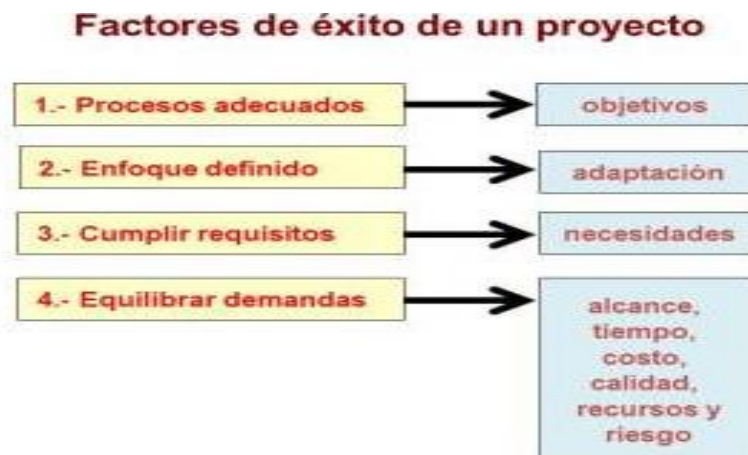 Factores de éxito de un proyecto
1.- Procesos adecuados
objetivos
2.- Enfoque definido
adaptación
3.- Cumplir requisitos
necesidades
4.- Equilibrar demandas
alcance,
tiempo,
costo,
calidad,
recursos y
riesgo